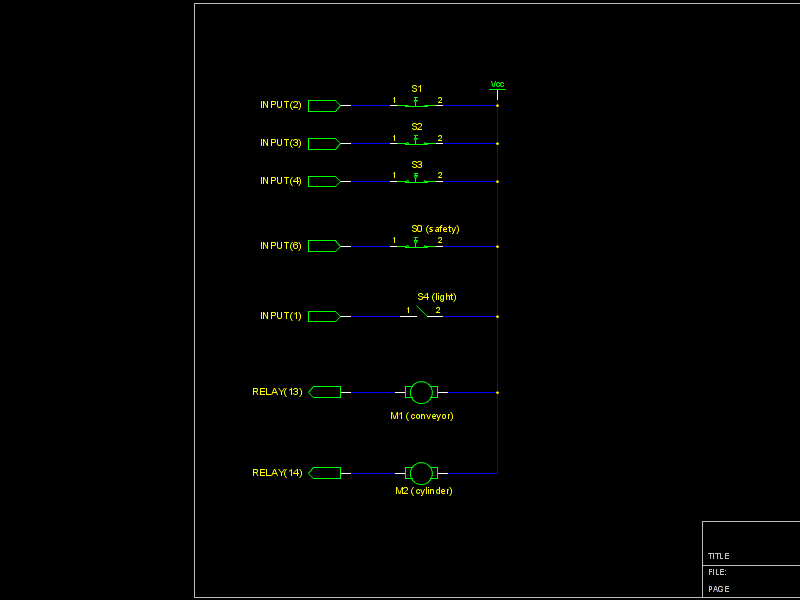 S1
Vcc
INPUT(2) 1 2
S2
INPUT(3) 1 2
S3
INPUT(4) 1 2
S0 (safety)
INPUT(6) 1 2
S4 (light)
INPUT(1) 1 2
RELAY(13)
M1 (conveyor)
RELAY(14)
M2 (cylinder)
TITLE
FILE:
PAGE